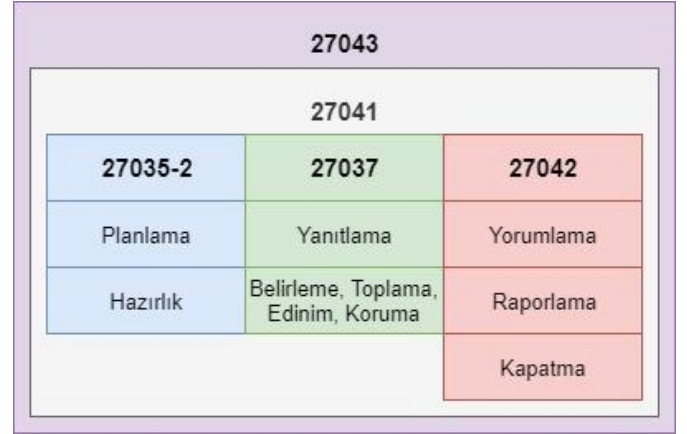 27043
27041
27035-2
27037
27042
Planlama
Yanıtlama
Yorumlama
Hazırlık
Belirleme, Toplama,
Edinim, Koruma
Raporlama
Kapatma